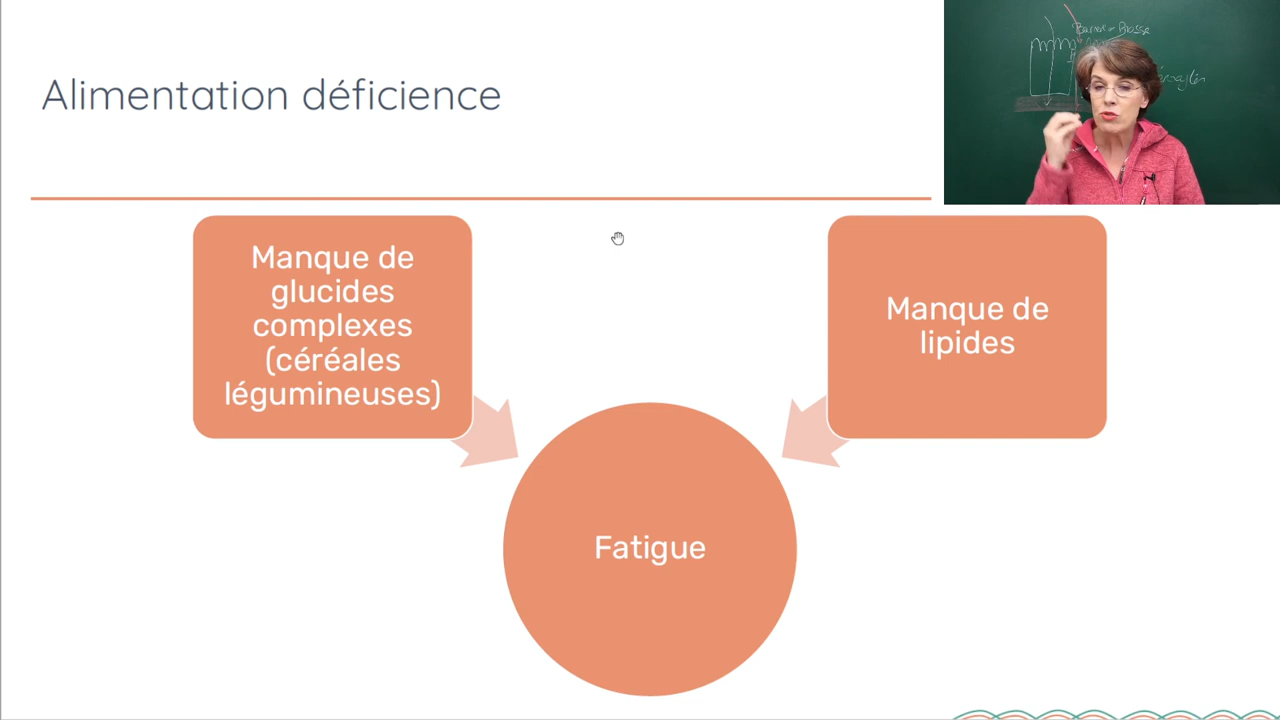 Alimentation déficience
Manque de
glucides
complexes
(céréales
légumineuses)
Manque de
lipides
Fatigue